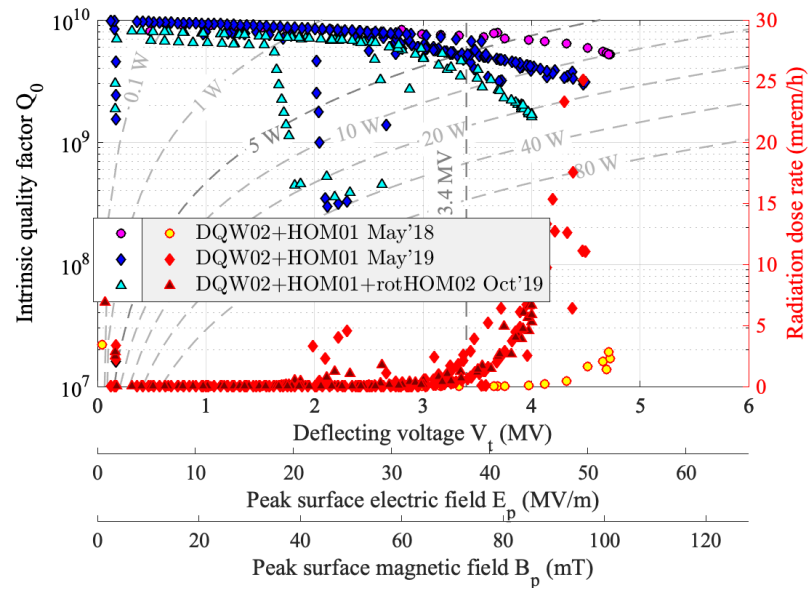 10^10
10^9
10^8
10^7
Intrinsic quality factor Q_0
30
25
20
15
10
5
0
Radiation dose rate (mrem/h)
0.1 W
1 W
5 W
10 W
20 W
40 W
80 W
3.4 MV
DQW02+HOM01 May'18
DQW02+HOM01 May'19
DQW02+HOM01+rotHOM02 Oct'19
0 1 2 3 4 5 6
Deflecting voltage V_t (MV)
0 10 20 30 40 50 60
Peak surface electric field E_p (MV/m)
0 20 40 60 80 100 120
Peak surface magnetic field B_p (mT)